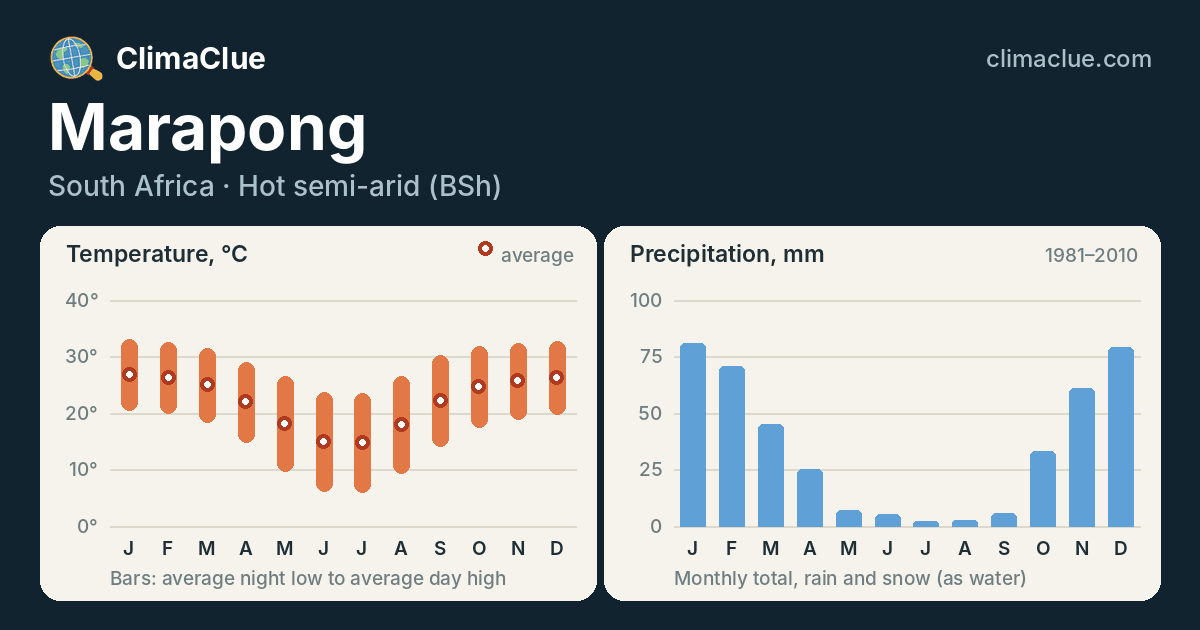 ClimaClue
climaclue.com
Marapong
South Africa · Hot semi-arid (BSh)
Temperature, °C
average
40°
30°
20°
10°
0°
J F M A M J J A S O N D
Bars: average night low to average day high
Precipitation, mm
1981–2010
100
75
50
25
0
J F M A M J J A S O N D
Monthly total, rain and snow (as water)